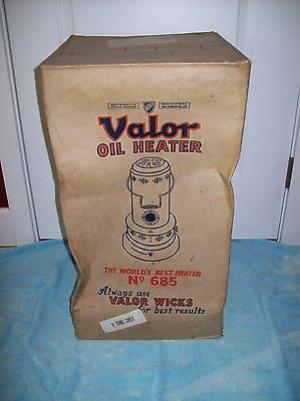 Valor
OIL HEATER
THE WORLD'S BEST HEATER
Nº 685
Always use
VALOR WICKS
for best results